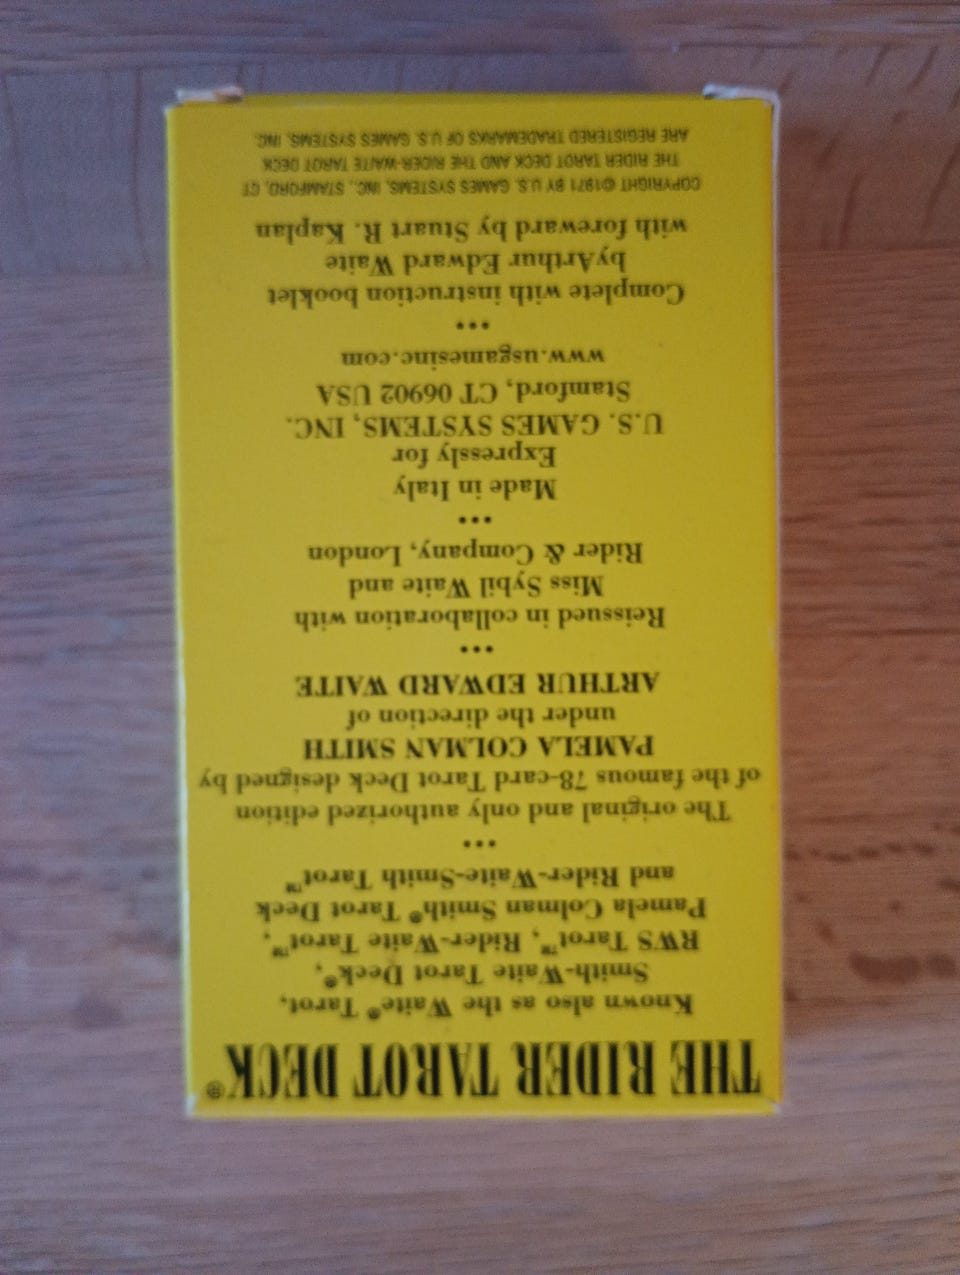 THE RIDER TAROT DECK®
Known also as the Waite® Tarot,
Smith-Waite Tarot Deck®,
RWS Tarot™, Rider-Waite Tarot™,
Pamela Colman Smith® Tarot Deck
and Rider-Waite-Smith Tarot™
•••
The original and only authorized edition
of the famous 78-card Tarot Deck designed by
PAMELA COLMAN SMITH
under the direction of
ARTHUR EDWARD WAITE
•••
Reissued in collaboration with
Miss Sybil Waite and
Rider & Company, London
•••
Made in Italy
Expressly for
U.S. GAMES SYSTEMS, INC.
Stamford, CT 06902 USA
www.usgamesinc.com
•••
Complete with instruction booklet
byArthur Edward Waite
with foreward by Stuart R. Kaplan
COPYRIGHT ©1971 BY U.S. GAMES SYSTEMS, INC., STAMFORD, CT
THE RIDER TAROT DECK AND THE RIDER-WAITE TAROT DECK
ARE REGISTERED TRADEMARKS OF U.S. GAMES SYSTEMS, INC.